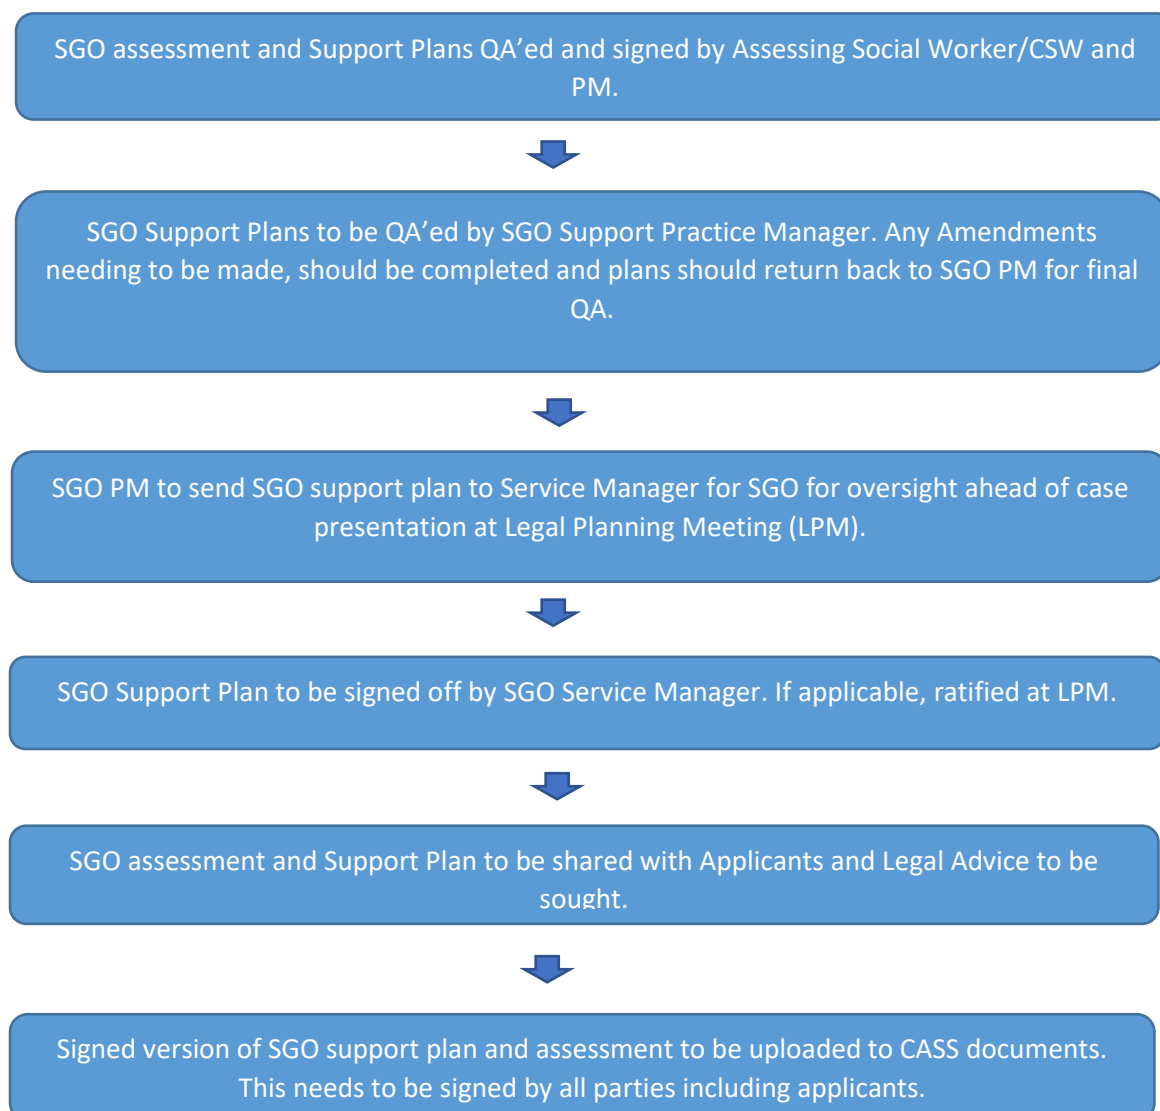 SGO assessment and Support Plans QA’ed and signed by Assessing Social Worker/CSW and
PM.
SGO Support Plans to be QA’ed by SGO Support Practice Manager. Any Amendments
needing to be made, should be completed and plans should return back to SGO PM for final
QA.
SGO PM to send SGO support plan to Service Manager for SGO for oversight ahead of case
presentation at Legal Planning Meeting (LPM).
SGO Support Plan to be signed off by SGO Service Manager. If applicable, ratified at LPM.
SGO assessment and Support Plan to be shared with Applicants and Legal Advice to be
sought.
Signed version of SGO support plan and assessment to be uploaded to CASS documents.
This needs to be signed by all parties including applicants.